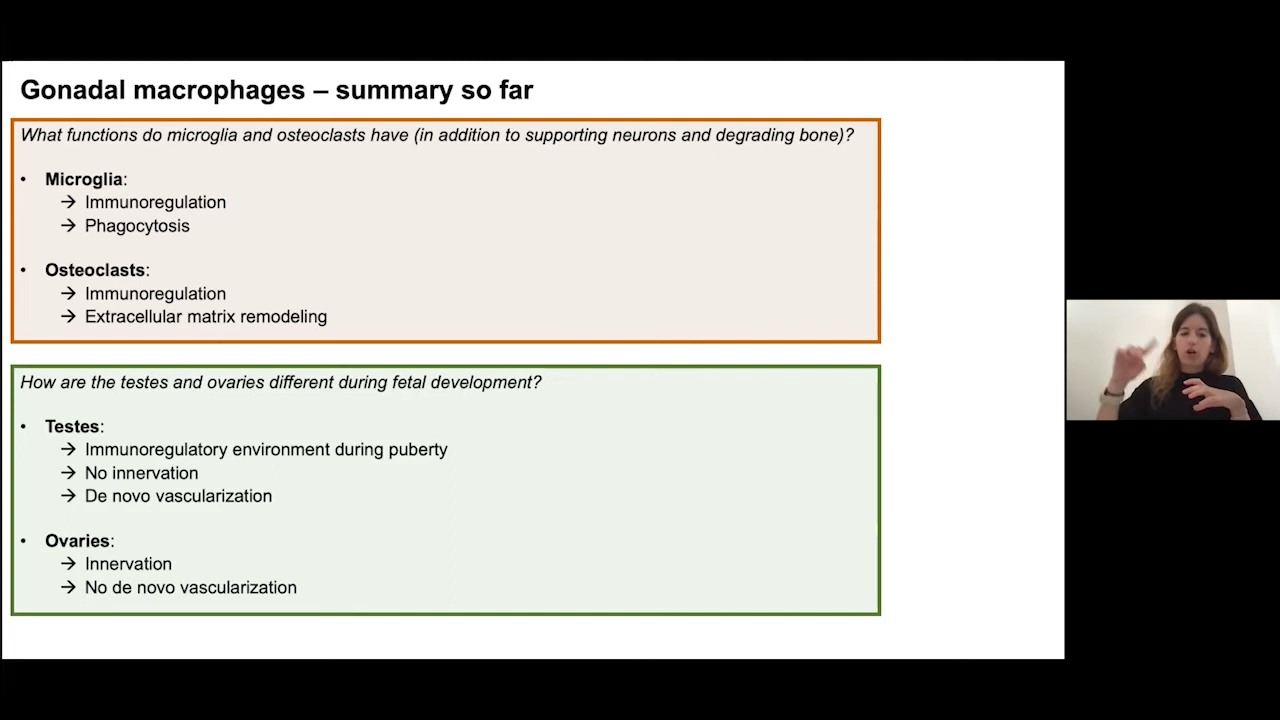 Gonadal macrophages – summary so far
What functions do microglia and osteoclasts have (in addition to supporting neurons and degrading bone)?
• Microglia:
→ Immunoregulation
→ Phagocytosis
• Osteoclasts:
→ Immunoregulation
→ Extracellular matrix remodeling
How are the testes and ovaries different during fetal development?
• Testes:
→ Immunoregulatory environment during puberty
→ No innervation
→ De novo vascularization
• Ovaries:
→ Innervation
→ No de novo vascularization